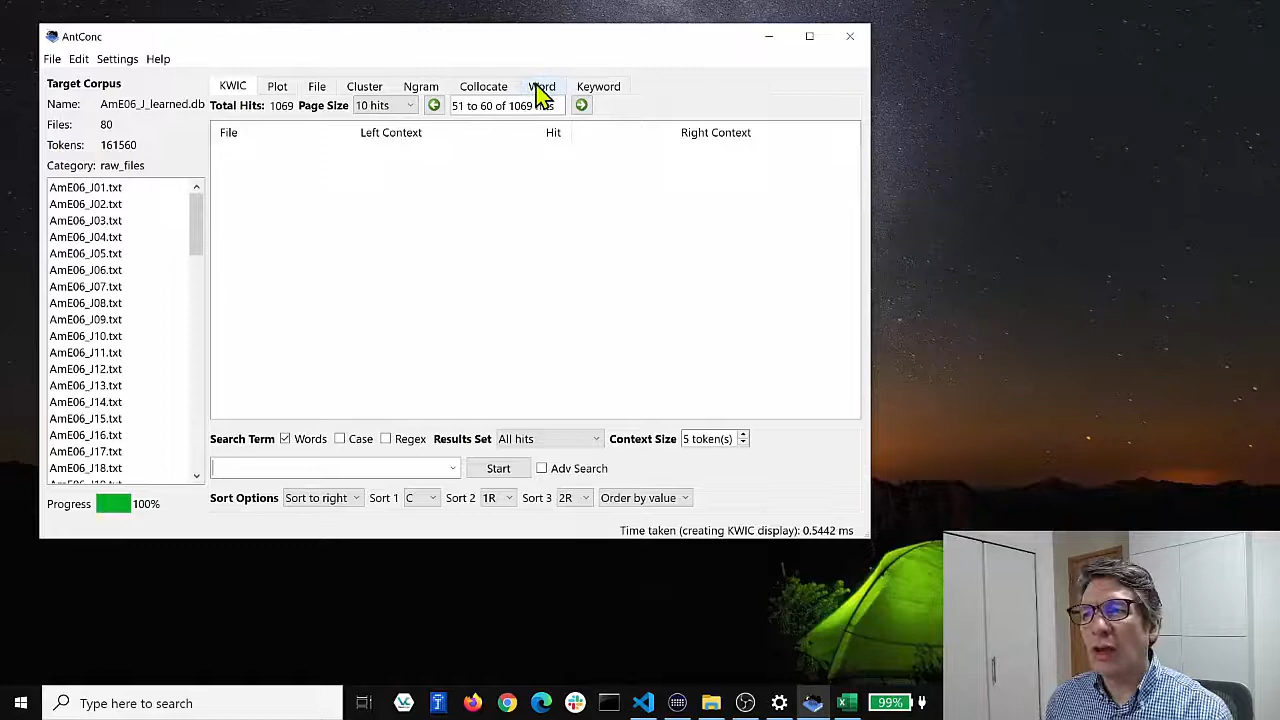 AntConc
File Edit Settings Help
Target Corpus
Name: AmE06_J_learned.db
Files: 80
Tokens: 161560
Category: raw_files
AmE06_J01.txt
AmE06_J02.txt
AmE06_J03.txt
AmE06_J04.txt
AmE06_J05.txt
AmE06_J06.txt
AmE06_J07.txt
AmE06_J08.txt
AmE06_J09.txt
AmE06_J10.txt
AmE06_J11.txt
AmE06_J12.txt
AmE06_J13.txt
AmE06_J14.txt
AmE06_J15.txt
AmE06_J16.txt
AmE06_J17.txt
AmE06_J18.txt
Progress 100%
KWIC Plot File Cluster Ngram Collocate Word Keyword
Total Hits: 1069 Page Size 10 hits 51 to 60 of 1069 hits
File Left Context Hit Right Context
Search Term Words Case Regex Results Set All hits Context Size 5 token(s)
Start Adv Search
Sort Options Sort to right Sort 1 C Sort 2 1R Sort 3 2R Order by value
Time taken (creating KWIC display): 0.5442 ms
Type here to search
99%